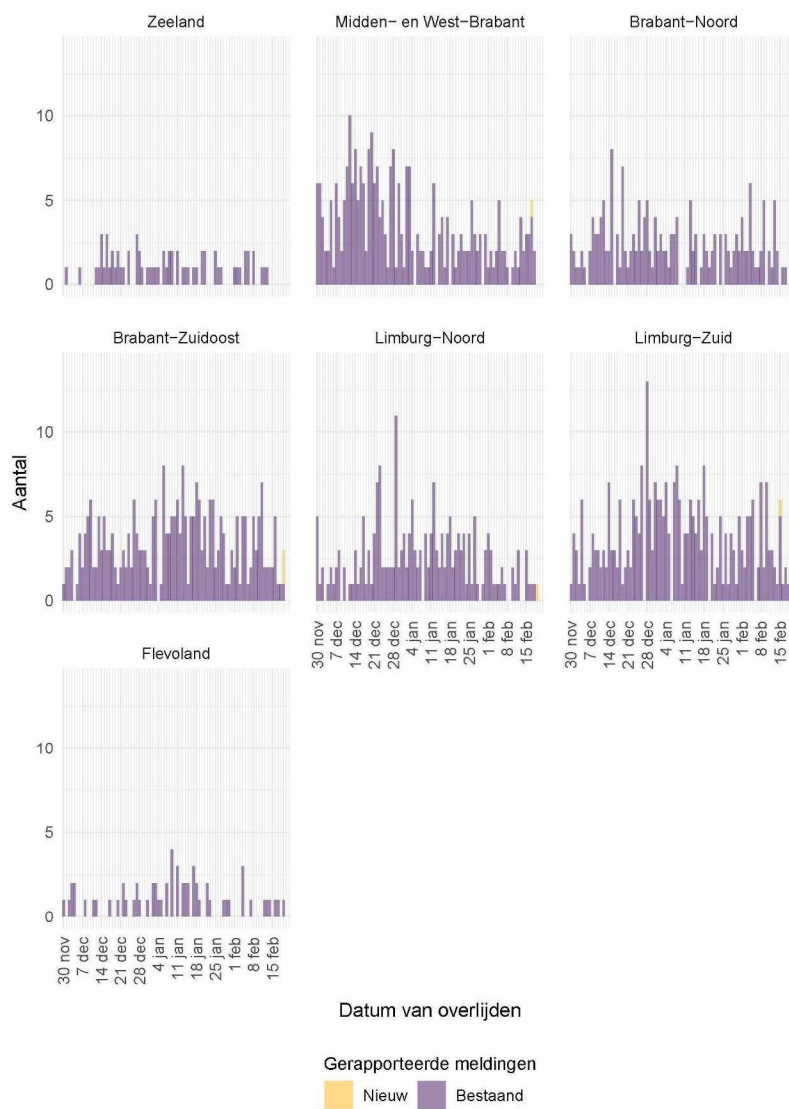 Zeeland
Midden- en West-Brabant
Brabant-Noord
10
5
0
Brabant-Zuidoost
Limburg-Noord
Limburg-Zuid
Aantal
10
5
0
30 nov
7 dec
14 dec
21 dec
28 dec
4 jan
11 jan
18 jan
25 jan
1 feb
8 feb
15 feb
30 nov
7 dec
14 dec
21 dec
28 dec
4 jan
11 jan
18 jan
25 jan
1 feb
8 feb
15 feb
Flevoland
10
5
0
30 nov
7 dec
14 dec
21 dec
28 dec
4 jan
11 jan
18 jan
25 jan
1 feb
8 feb
15 feb
Datum van overlijden
Gerapporteerde meldingen
Nieuw Bestaand